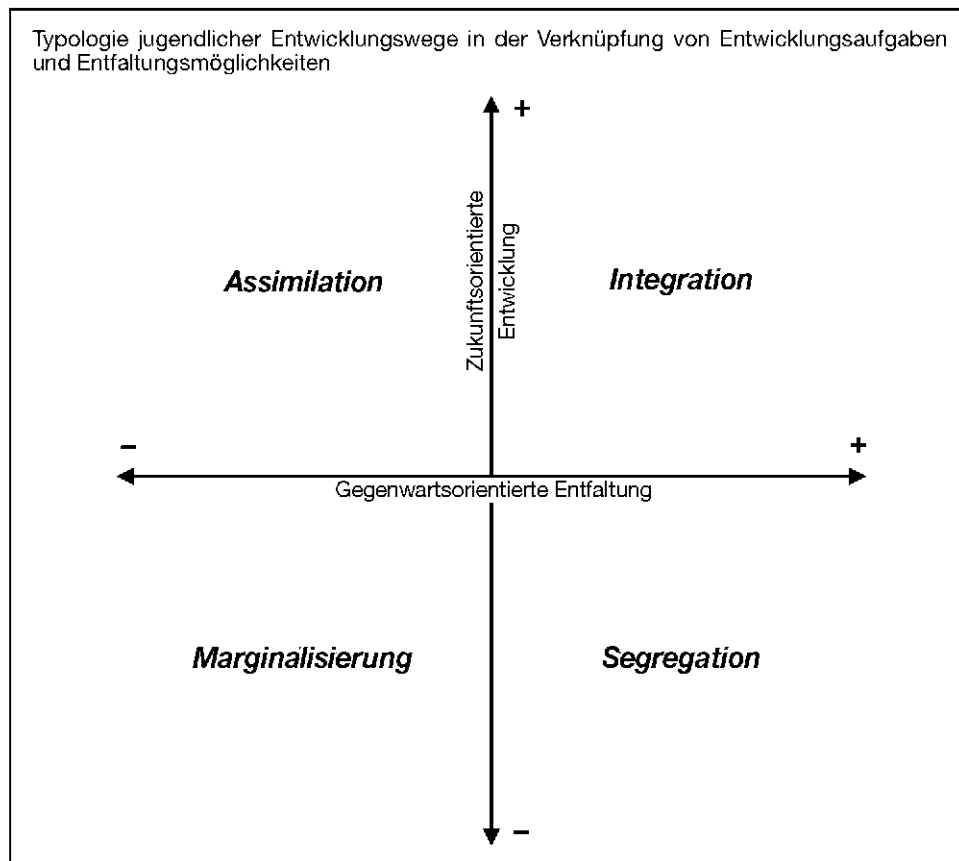 Typologie jugendlicher Entwicklungswege in der Verknüpfung von Entwicklungsaufgaben
und Entfaltungsmöglichkeiten
+
Zukunftsorientierte
Entwicklung
Assimilation
Integration
–
+
Gegenwartsorientierte Entfaltung
Marginalisierung
Segregation
–